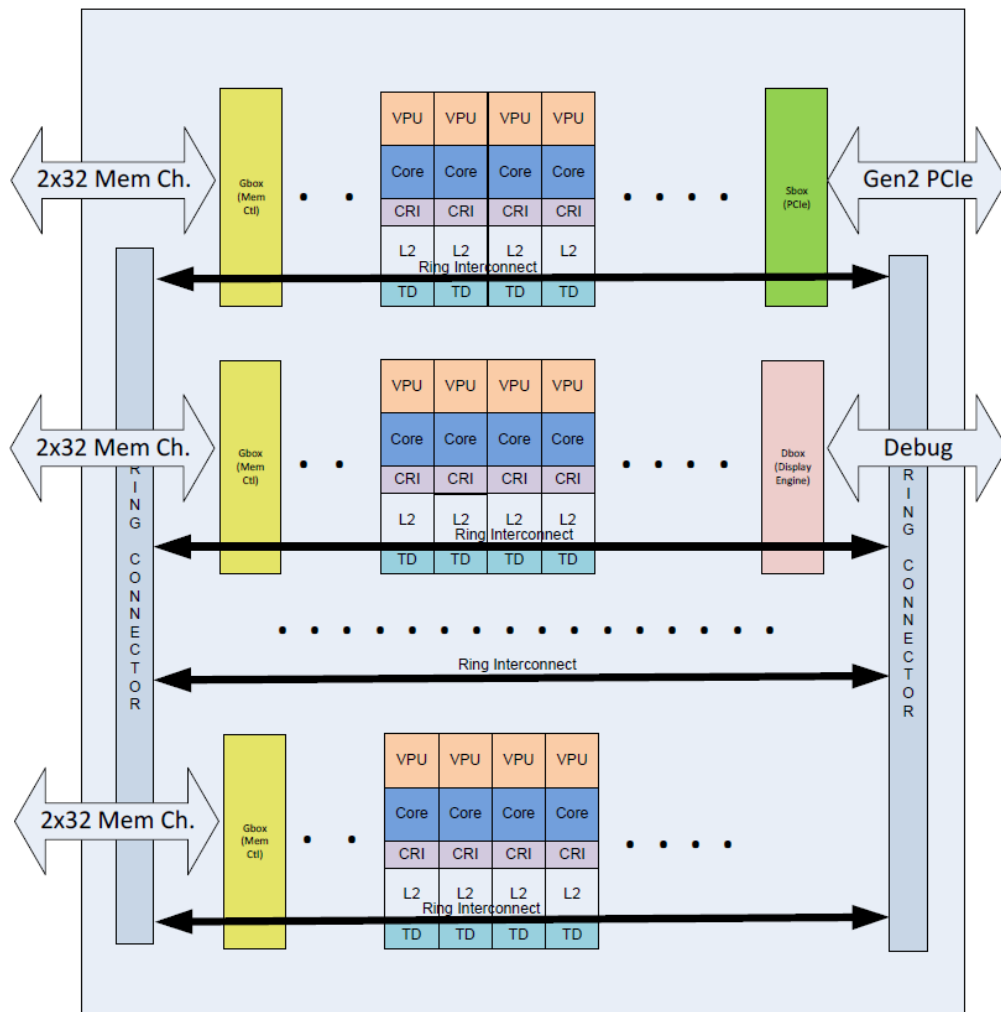 VPU VPU VPU VPU
2x32 Mem Ch.
Gbox
(Mem
Ctl)
Core Core Core Core
Sbox
(PCIe)
Gen2 PCIe
CRI CRI CRI CRI
L2 L2 L2 L2
Ring Interconnect
TD TD TD TD
VPU VPU VPU VPU
2x32 Mem Ch.
Gbox
(Mem
Ctl)
Core Core Core Core
Dbox
(Display
Engine)
Debug
CRI CRI CRI CRI
L2 L2 L2 L2
Ring Interconnect
TD TD TD TD
RING CONNECTOR
RING CONNECTOR
Ring Interconnect
VPU VPU VPU VPU
2x32 Mem Ch.
Gbox
(Mem
Ctl)
Core Core Core Core
CRI CRI CRI CRI
L2 L2 L2 L2
Ring Interconnect
TD TD TD TD